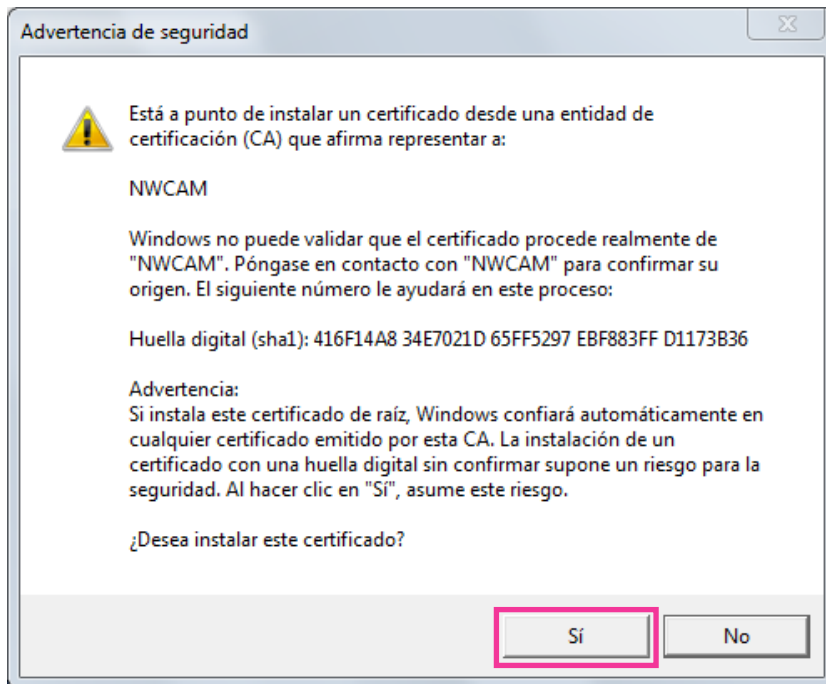 Advertencia de seguridad
Está a punto de instalar un certificado desde una entidad de
certificación (CA) que afirma representar a:
NWCAM
Windows no puede validar que el certificado procede realmente de
"NWCAM". Póngase en contacto con "NWCAM" para confirmar su
origen. El siguiente número le ayudará en este proceso:
Huella digital (sha1): 416F14A8 34E7021D 65FF5297 EBF883FF D1173B36
Advertencia:
Si instala este certificado de raíz, Windows confiará automáticamente en
cualquier certificado emitido por esta CA. La instalación de un
certificado con una huella digital sin confirmar supone un riesgo para la
seguridad. Al hacer clic en "Sí", asume este riesgo.
¿Desea instalar este certificado?
Sí
No